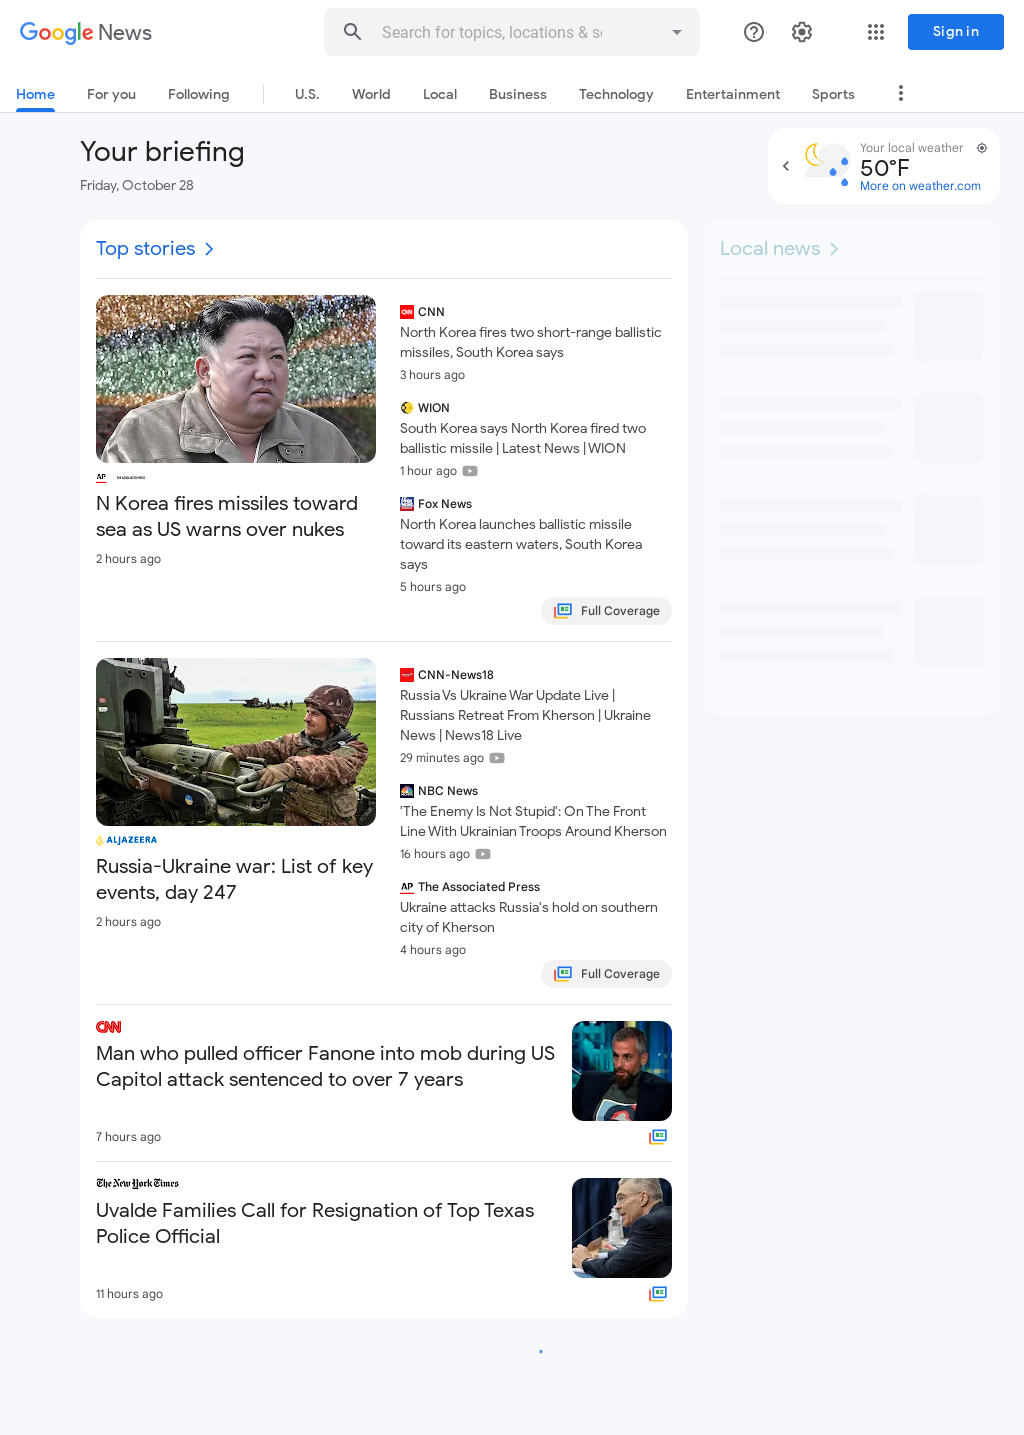 Google News
Search for topics, locations & so
Sign in
Home
For you
Following
U.S.
World
Local
Business
Technology
Entertainment
Sports
Your briefing
Friday, October 28
Your local weather
50°F
More on weather.com
Top stories
Local news
AP
THE ASSOCIATED PRESS
N Korea fires missiles toward
sea as US warns over nukes
2 hours ago
CNN
CNN
North Korea fires two short-range ballistic
missiles, South Korea says
3 hours ago
WION
South Korea says North Korea fired two
ballistic missile | Latest News | WION
1 hour ago
Fox News
North Korea launches ballistic missile
toward its eastern waters, South Korea
says
5 hours ago
Full Coverage
ALJAZEERA
Russia-Ukraine war: List of key
events, day 247
2 hours ago
CNN-News18
Russia Vs Ukraine War Update Live |
Russians Retreat From Kherson | Ukraine
News | News18 Live
29 minutes ago
NBC News
'The Enemy Is Not Stupid': On The Front
Line With Ukrainian Troops Around Kherson
16 hours ago
AP The Associated Press
Ukraine attacks Russia's hold on southern
city of Kherson
4 hours ago
Full Coverage
CNN
Man who pulled officer Fanone into mob during US
Capitol attack sentenced to over 7 years
7 hours ago
The New York Times
Uvalde Families Call for Resignation of Top Texas
Police Official
11 hours ago